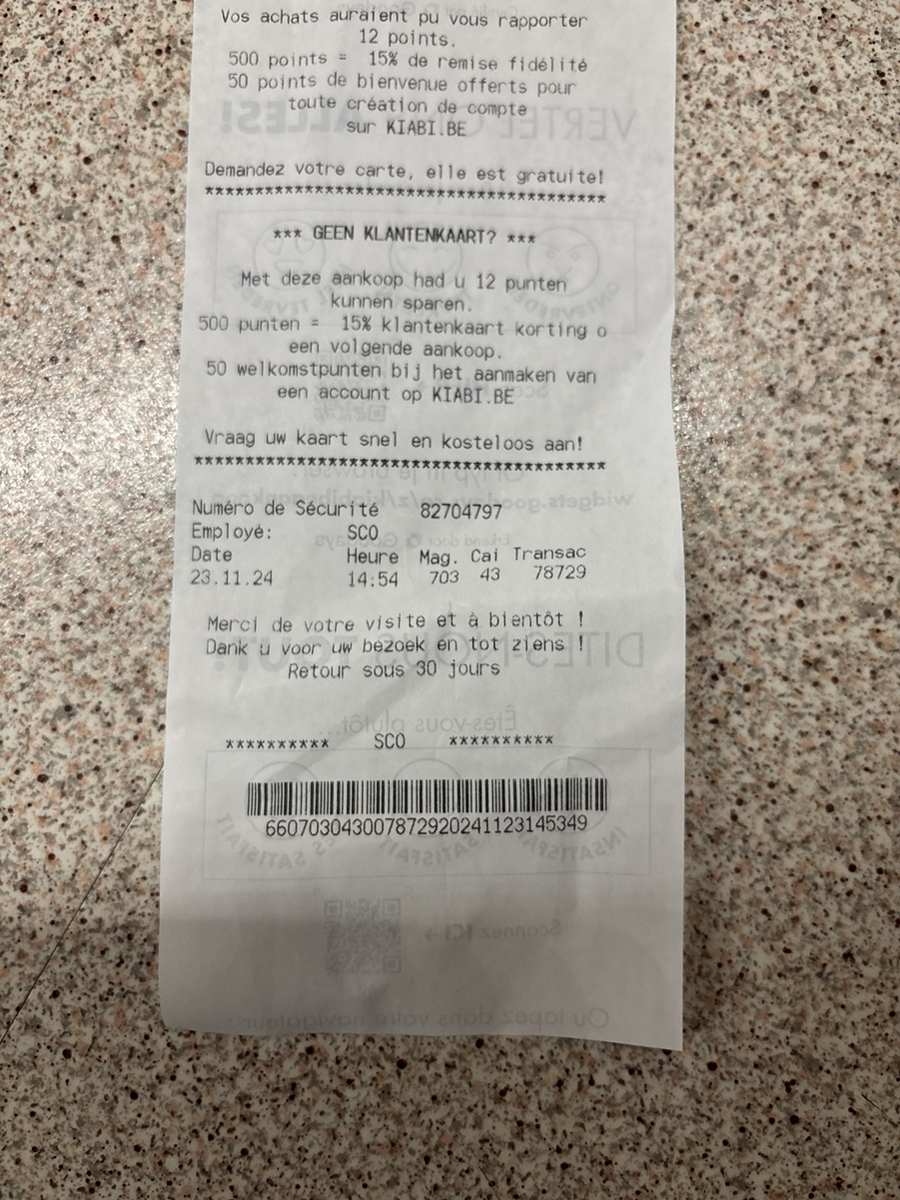 Vos achats auraient pu vous rapporter
12 points.
500 points = 15% de remise fidélité
50 points de bienvenue offerts pour
toute création de compte
sur KIABI.BE
Demandez votre carte, elle est gratuite!
****************************************
*** GEEN KLANTENKAART? ***
Met deze aankoop had u 12 punten
kunnen sparen.
500 punten = 15% klantenkaart korting o
een volgende aankoop.
50 welkomstpunten bij het aanmaken van
een account op KIABI.BE
Vraag uw kaart snel en kosteloos aan!
****************************************
Numéro de Sécurité 82704797
Employé: SCO
Date Heure Mag. Cai Transac
23.11.24 14:54 703 43 78729
Merci de votre visite et à bientôt !
Dank u voor uw bezoek en tot ziens !
Retour sous 30 jours
********** SCO **********
660703043007872920241123145349